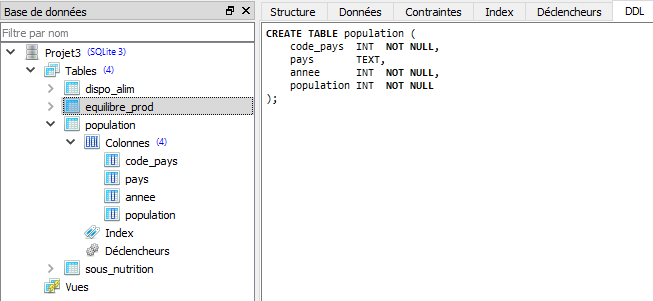 Base de données
Filtre par nom
Projet3 (SQLite 3)
Tables (4)
dispo_alim
equilibre_prod
population
Colonnes (4)
code_pays
pays
annee
population
Index
Déclencheurs
sous_nutrition
Vues
Structure Données Contraintes Index Déclencheurs DDL
CREATE TABLE population (
    code_pays  INT  NOT NULL,
    pays       TEXT,
    annee      INT  NOT NULL,
    population INT  NOT NULL
);